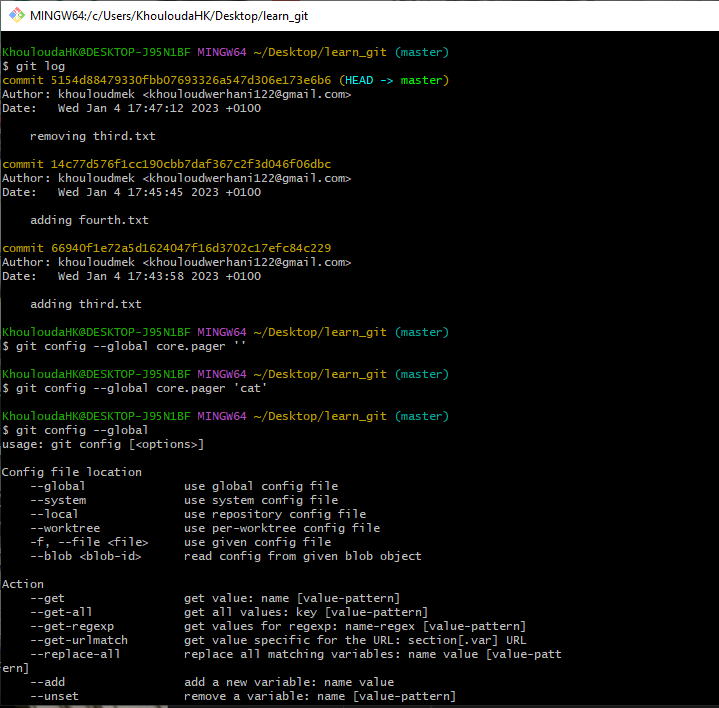 MINGW64:/c/Users/KhouloudaHK/Desktop/learn_git
KhouloudaHK@DESKTOP-J95N1BF MINGW64 ~/Desktop/learn_git (master)
$ git log
commit 5154d88479330fbb07693326a547d306e173e6b6 (HEAD -> master)
Author: khouloudmek <khouloudwerhani122@gmail.com>
Date:   Wed Jan 4 17:47:12 2023 +0100
    removing third.txt
commit 14c77d576f1cc190cbb7daf367c2f3d046f06dbc
Author: khouloudmek <khouloudwerhani122@gmail.com>
Date:   Wed Jan 4 17:45:45 2023 +0100
    adding fourth.txt
commit 66940f1e72a5d1624047f16d3702c17efc84c229
Author: khouloudmek <khouloudwerhani122@gmail.com>
Date:   Wed Jan 4 17:43:58 2023 +0100
    adding third.txt
KhouloudaHK@DESKTOP-J95N1BF MINGW64 ~/Desktop/learn_git (master)
$ git config --global core.pager ''
KhouloudaHK@DESKTOP-J95N1BF MINGW64 ~/Desktop/learn_git (master)
$ git config --global core.pager 'cat'
KhouloudaHK@DESKTOP-J95N1BF MINGW64 ~/Desktop/learn_git (master)
$ git config --global
usage: git config [<options>]
Config file location
    --global              use global config file
    --system              use system config file
    --local               use repository config file
    --worktree            use per-worktree config file
    -f, --file <file>     use given config file
    --blob <blob-id>      read config from given blob object
Action
    --get                 get value: name [value-pattern]
    --get-all             get all values: key [value-pattern]
    --get-regexp          get values for regexp: name-regex [value-pattern]
    --get-urlmatch        get value specific for the URL: section[.var] URL
    --replace-all         replace all matching variables: name value [value-patt
ern]
    --add                 add a new variable: name value
    --unset               remove a variable: name [value-pattern]